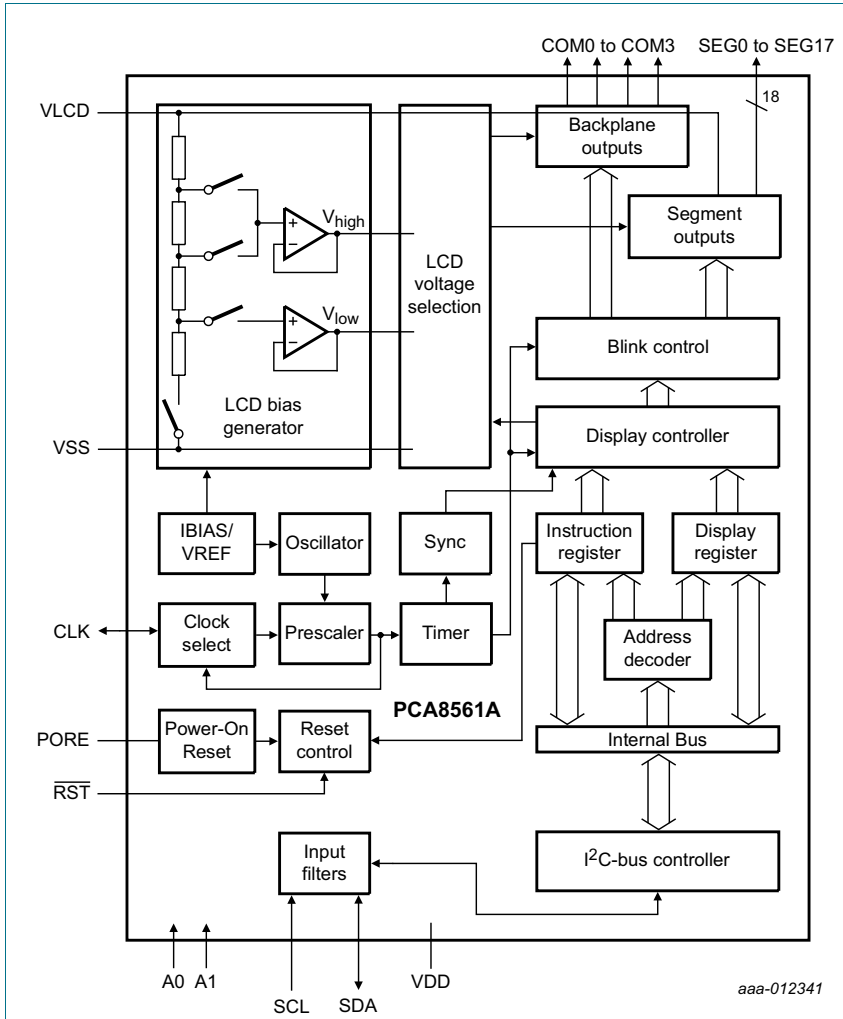 COM0 to COM3
SEG0 to SEG17
18
VLCD
Backplane
outputs
Segment
outputs
Vhigh
LCD
voltage
selection
Vlow
Blink control
LCD bias
generator
VSS
Display controller
IBIAS/
VREF
Oscillator
Sync
Instruction
register
Display
register
CLK
Clock
select
Prescaler
Timer
Address
decoder
PCA8561A
PORE
Power-On
Reset
Reset
control
Internal Bus
RST
Input
filters
I²C-bus controller
A0
A1
SCL
SDA
VDD
aaa-012341